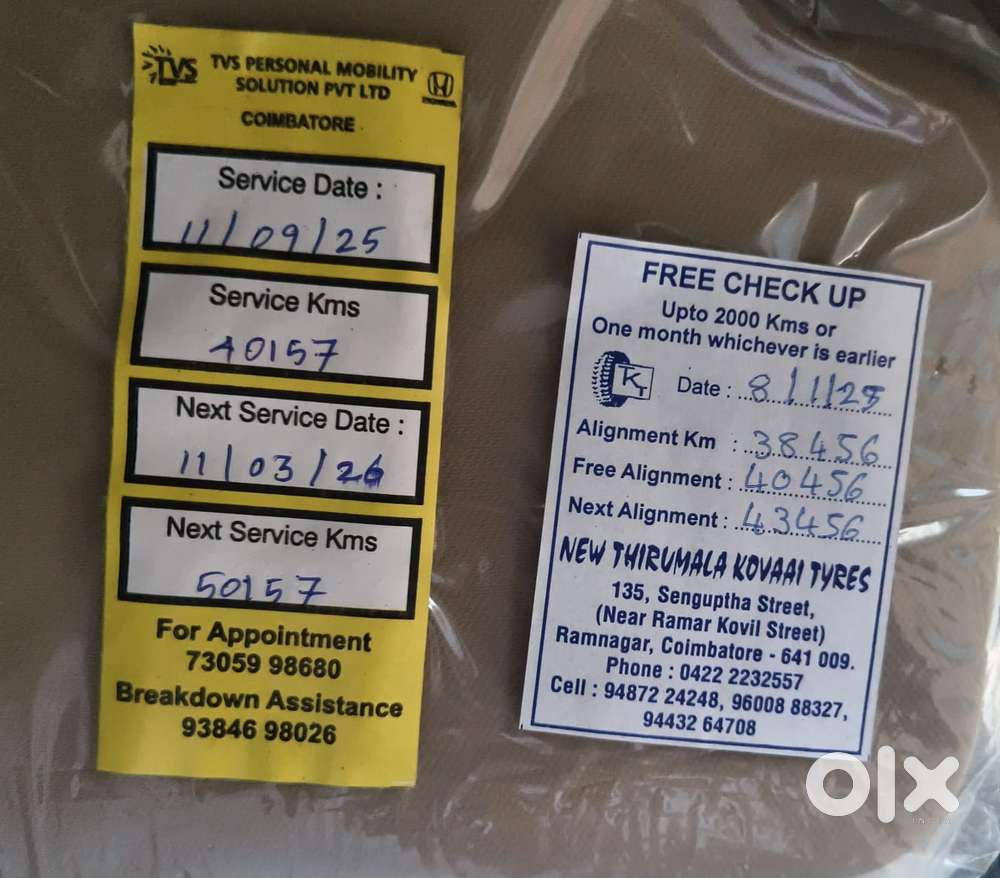 TVS
TVS PERSONAL MOBILITY
SOLUTION PVT LTD
HONDA
COIMBATORE
Service Date :
11/09/25
Service Kms
40157
Next Service Date :
11/03/26
Next Service Kms
50157
For Appointment
73059 98680
Breakdown Assistance
93846 98026
FREE CHECK UP
Upto 2000 Kms or
One month whichever is earlier
KT
Date : 8/1/25
Alignment Km : 38456
Free Alignment : 40456
Next Alignment : 43456
NEW THIRUMALA KOVAAI TYRES
135, Senguptha Street,
(Near Ramar Kovil Street)
Ramnagar, Coimbatore - 641 009.
Phone : 0422 2232557
Cell : 94872 24248, 96008 88327,
94432 64708
olx
INDIA